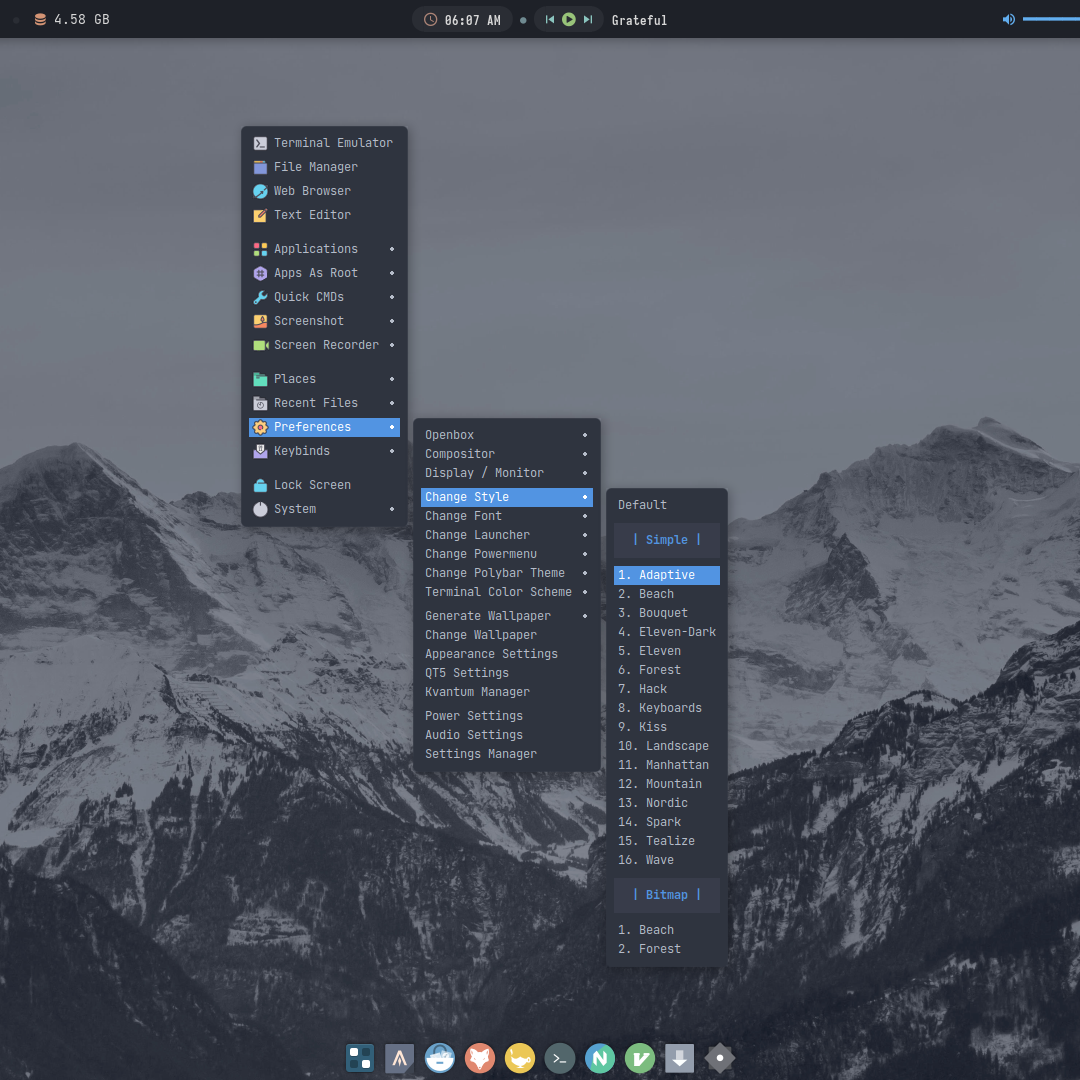 4.58 GB
06:07 AM
Grateful
Terminal Emulator
File Manager
Web Browser
Text Editor
Applications
Apps As Root
Quick CMDs
Screenshot
Screen Recorder
Places
Recent Files
Preferences
Keybinds
Lock Screen
System
Openbox
Compositor
Display / Monitor
Change Style
Change Font
Change Launcher
Change Powermenu
Change Polybar Theme
Terminal Color Scheme
Generate Wallpaper
Change Wallpaper
Appearance Settings
QT5 Settings
Kvantum Manager
Power Settings
Audio Settings
Settings Manager
Default
| Simple |
1. Adaptive
2. Beach
3. Bouquet
4. Eleven-Dark
5. Eleven
6. Forest
7. Hack
8. Keyboards
9. Kiss
10. Landscape
11. Manhattan
12. Mountain
13. Nordic
14. Spark
15. Tealize
16. Wave
| Bitmap |
1. Beach
2. Forest